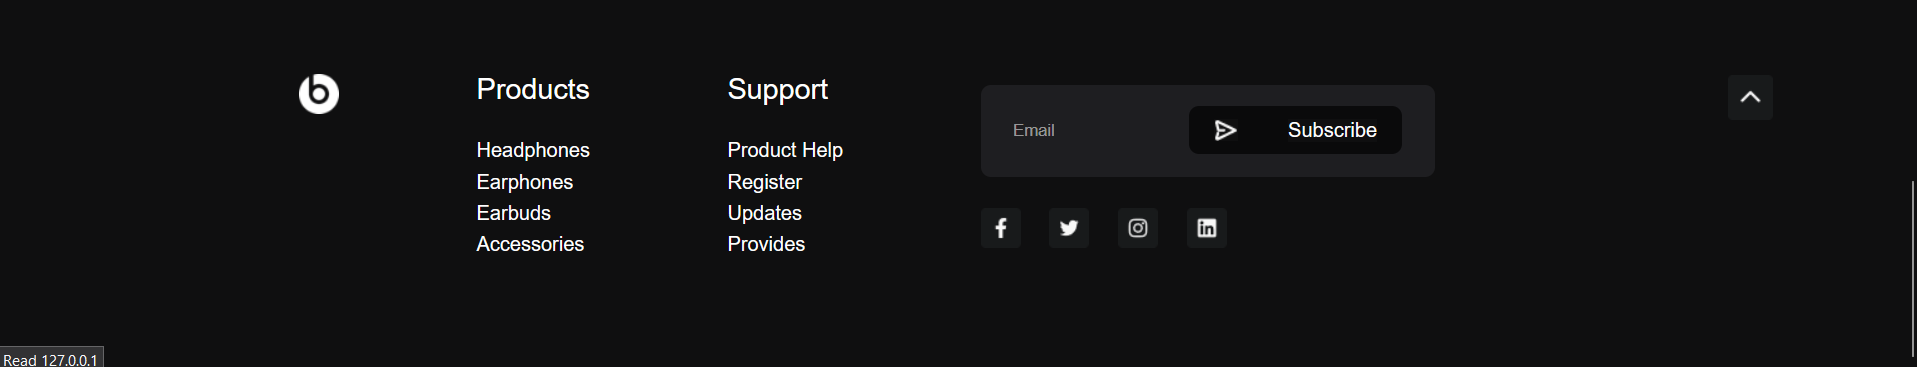 Products
Headphones
Earphones
Earbuds
Accessories
Support
Product Help
Register
Updates
Provides
Email
Subscribe
Read 127.0.0.1